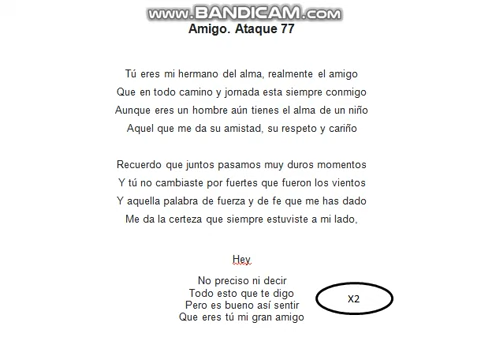 www.BANDICAM.com
Amigo. Ataque 77
Tú eres mi hermano del alma, realmente el amigo
Que en todo camino y jornada esta siempre conmigo
Aunque eres un hombre aún tienes el alma de un niño
Aquel que me da su amistad, su respeto y cariño
Recuerdo que juntos pasamos muy duros momentos
Y tú no cambiaste por fuertes que fueron los vientos
Y aquella palabra de fuerza y de fe que me has dado
Me da la certeza que siempre estuviste a mi lado,
Hey
No preciso ni decir
Todo esto que te digo
Pero es bueno así sentir
Que eres tú mi gran amigo
X2